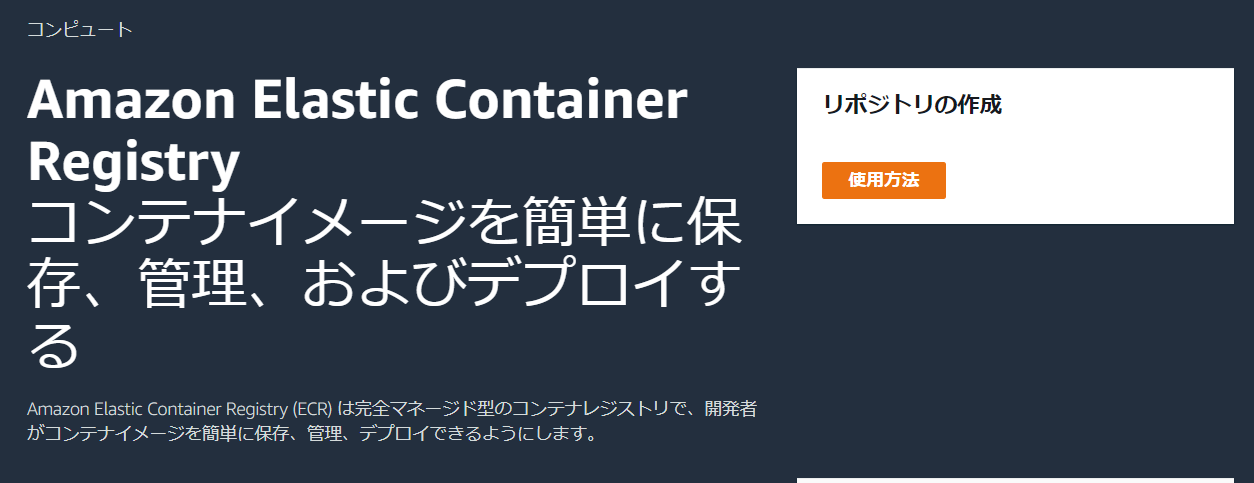 コンピュート
Amazon Elastic Container
Registry
コンテナイメージを簡単に保
存、管理、およびデプロイす
る
Amazon Elastic Container Registry (ECR) は完全マネージド型のコンテナレジストリで、開発者
がコンテナイメージを簡単に保存、管理、デプロイできるようにします。
リポジトリの作成
使用方法